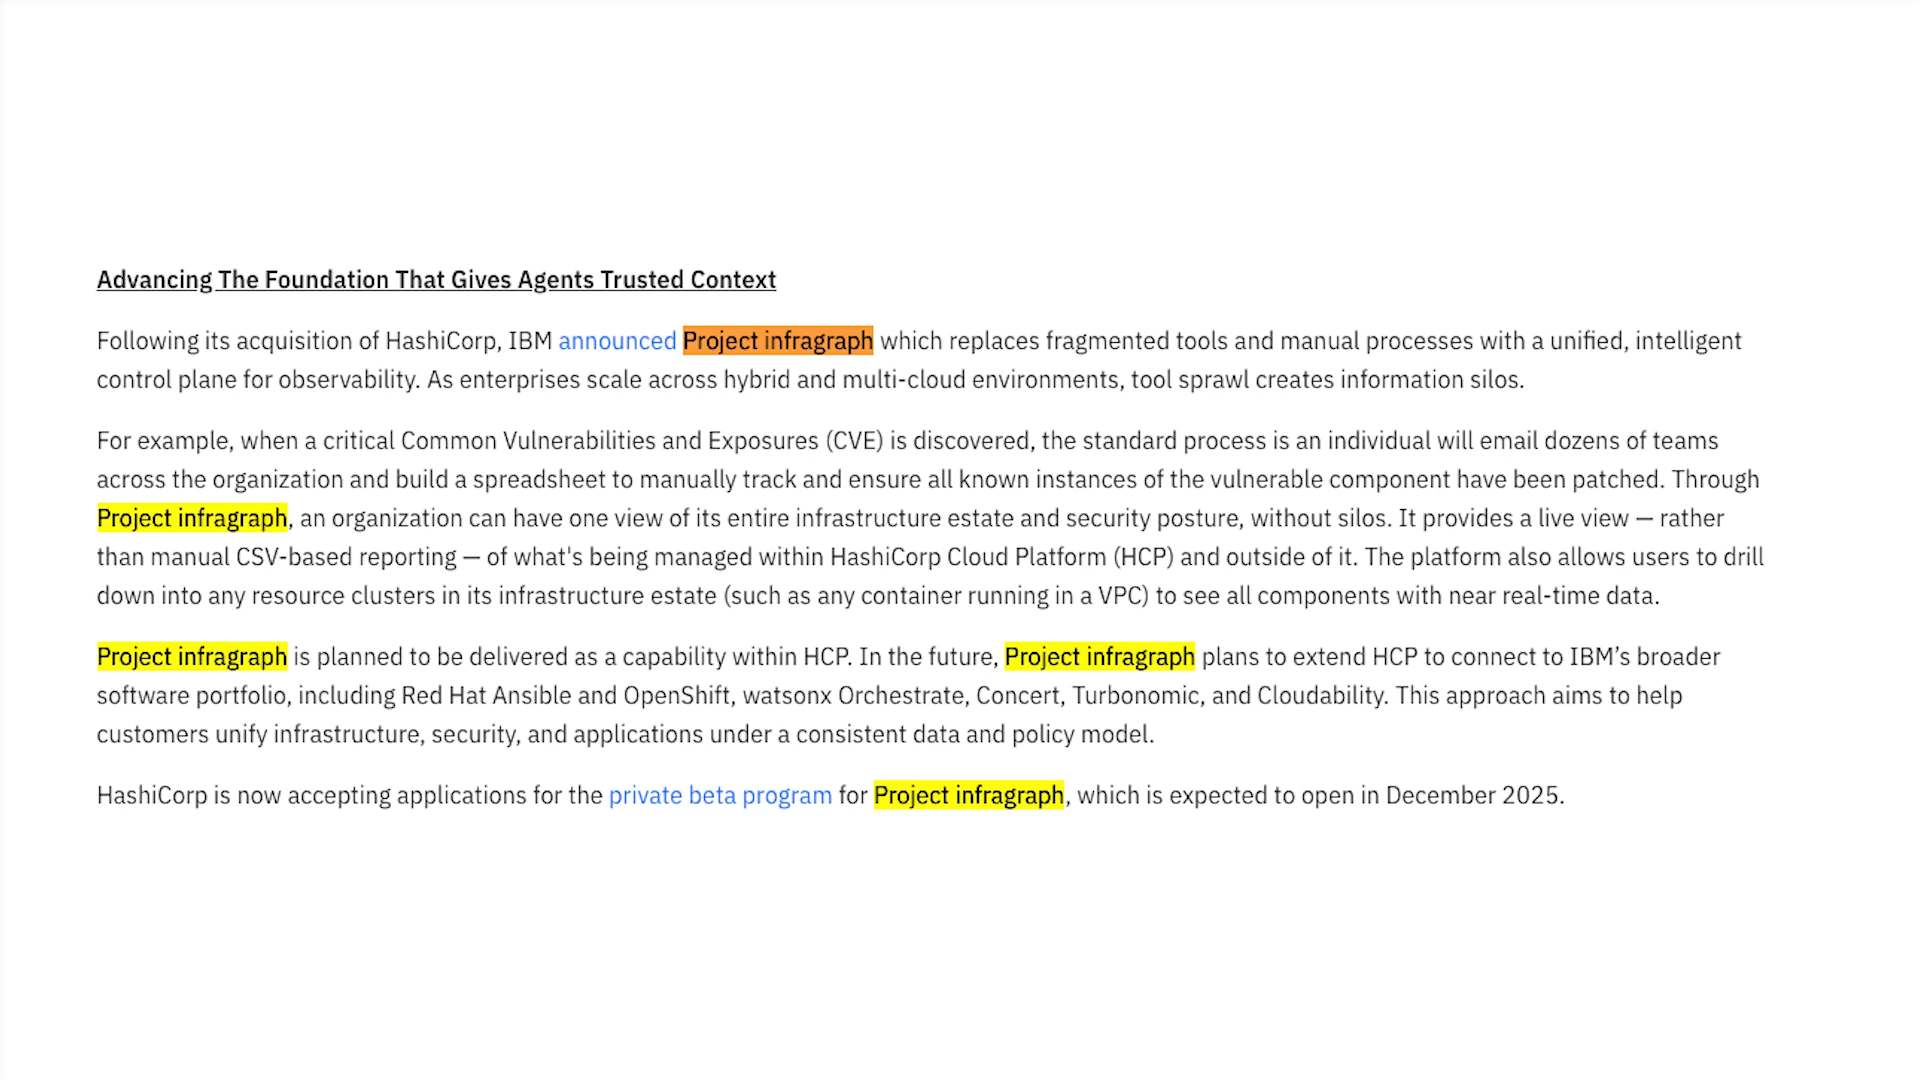 Advancing The Foundation That Gives Agents Trusted Context
Following its acquisition of HashiCorp, IBM announced Project infragraph which replaces fragmented tools and manual processes with a unified, intelligent
control plane for observability. As enterprises scale across hybrid and multi-cloud environments, tool sprawl creates information silos.
For example, when a critical Common Vulnerabilities and Exposures (CVE) is discovered, the standard process is an individual will email dozens of teams
across the organization and build a spreadsheet to manually track and ensure all known instances of the vulnerable component have been patched. Through
Project infragraph, an organization can have one view of its entire infrastructure estate and security posture, without silos. It provides a live view — rather
than manual CSV-based reporting — of what's being managed within HashiCorp Cloud Platform (HCP) and outside of it. The platform also allows users to drill
down into any resource clusters in its infrastructure estate (such as any container running in a VPC) to see all components with near real-time data.
Project infragraph is planned to be delivered as a capability within HCP. In the future, Project infragraph plans to extend HCP to connect to IBM’s broader
software portfolio, including Red Hat Ansible and OpenShift, watsonx Orchestrate, Concert, Turbonomic, and Cloudability. This approach aims to help
customers unify infrastructure, security, and applications under a consistent data and policy model.
HashiCorp is now accepting applications for the private beta program for Project infragraph, which is expected to open in December 2025.